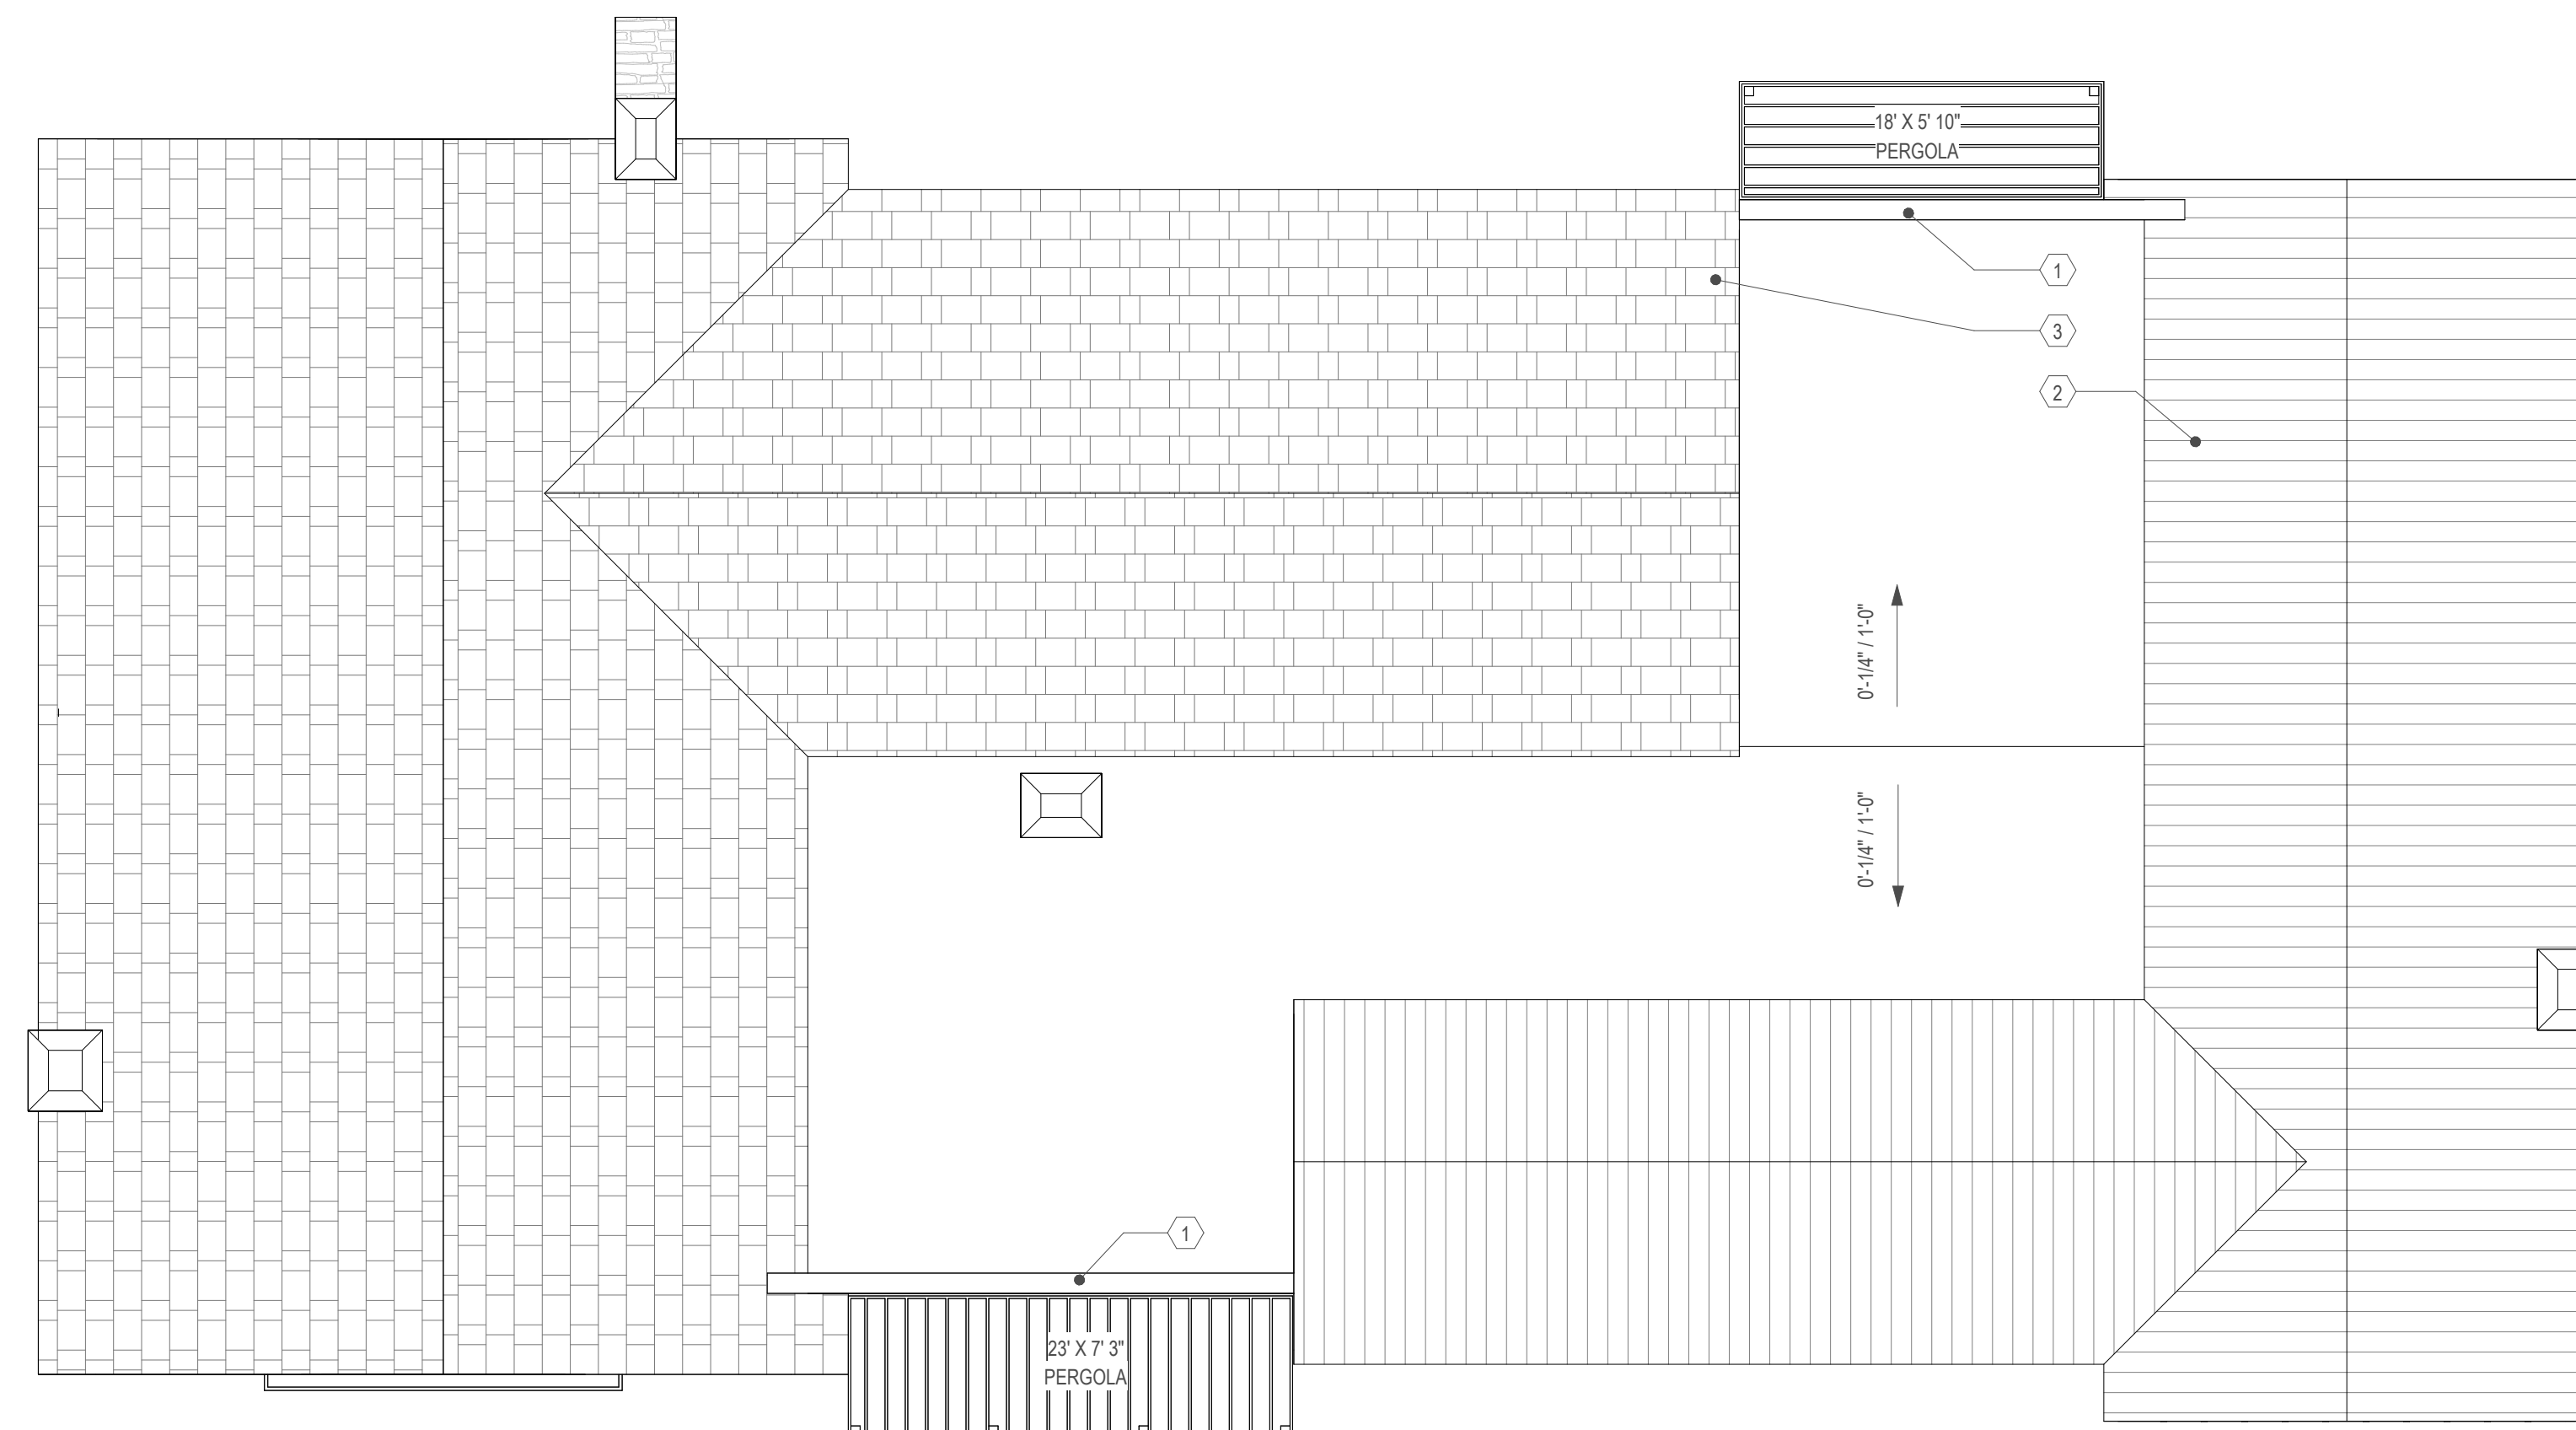 18' X 5' 10"
PERGOLA
1
3
2
0'-1/4" / 1'-0"
0'-1/4" / 1'-0"
1
23' X 7' 3"
PERGOLA